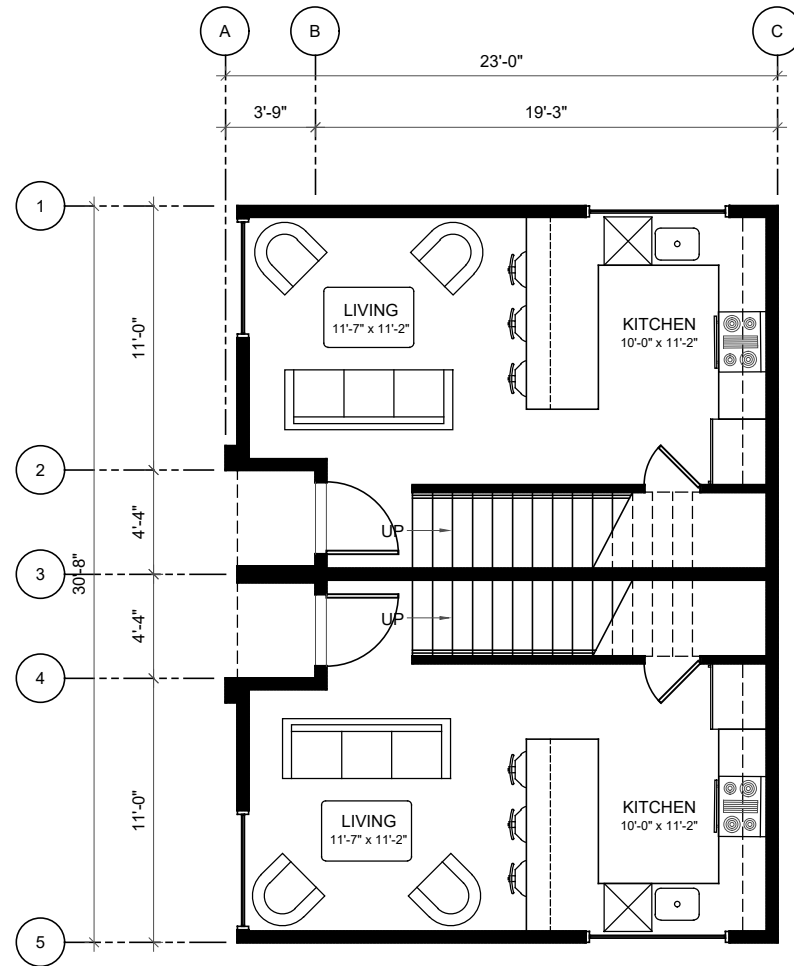 A
B
C
23'-0"
3'-9"
19'-3"
1
2
3
4
5
11'-0"
4'-4"
30'-8"
4'-4"
11'-0"
LIVING
11'-7" x 11'-2"
KITCHEN
10'-0" x 11'-2"
UP
UP
LIVING
11'-7" x 11'-2"
KITCHEN
10'-0" x 11'-2"